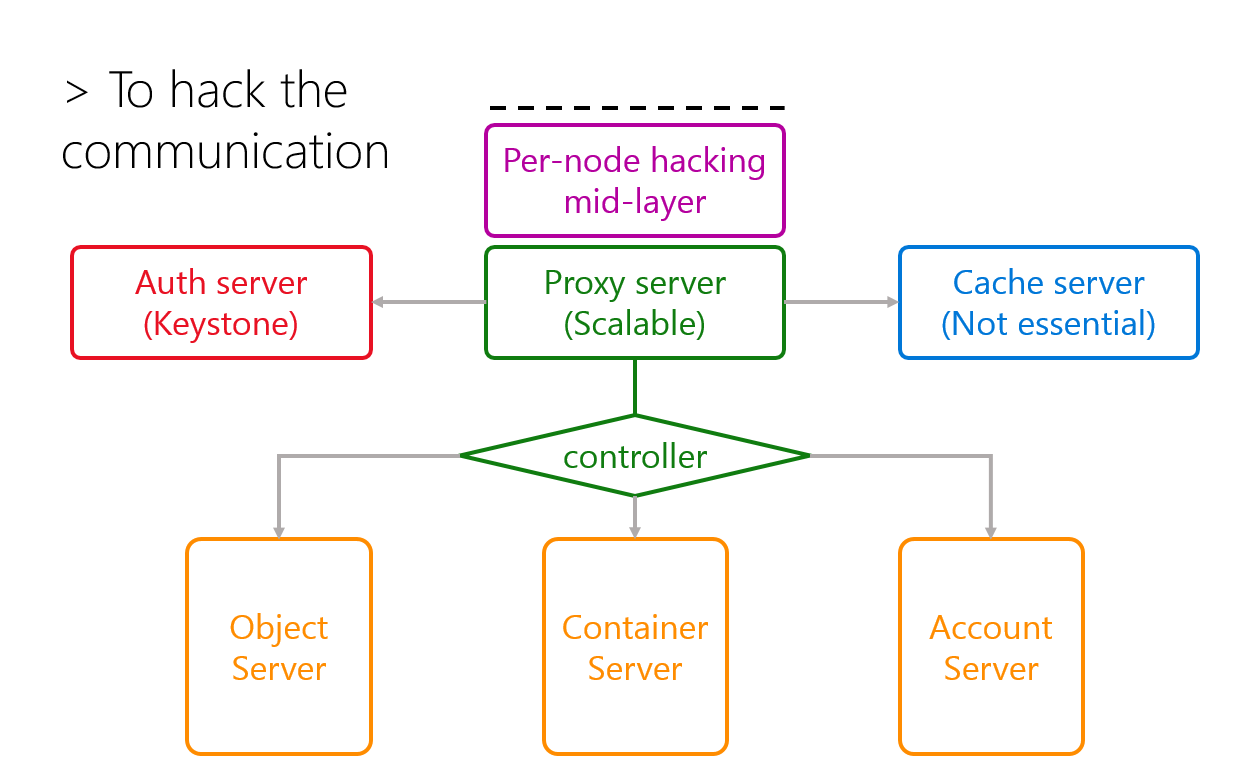 > To hack the
communication
Per-node hacking
mid-layer
Auth server
(Keystone)
Proxy server
(Scalable)
Cache server
(Not essential)
controller
Object
Server
Container
Server
Account
Server